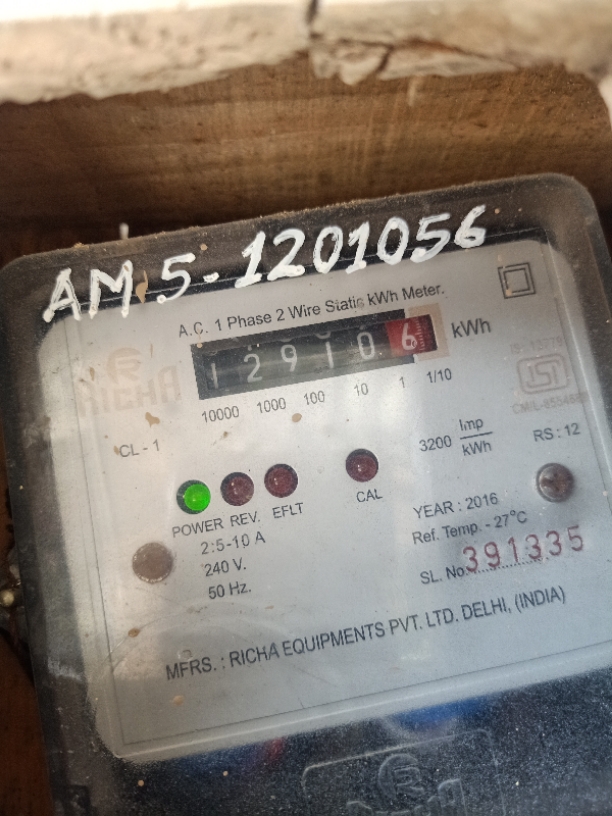 AM 5-1201056
A.C. 1 Phase 2 Wire Static kWh Meter.
1 2 9 1 0 6 kWh
10000 1000 100 10 1 1/10
RICHA
CL - 1
3200 Imp/kWh
RS : 12
POWER REV. EFLT CAL
2.5-10 A
240 V.
50 Hz.
YEAR : 2016
Ref. Temp. - 27°C
SL. No. 391335
MFRS. : RICHA EQUIPMENTS PVT. LTD. DELHI, (INDIA)